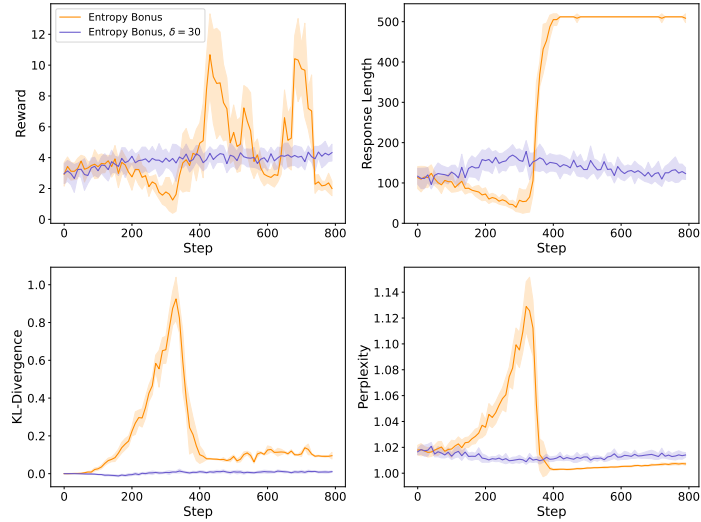 Entropy Bonus
Entropy Bonus, δ = 30
12
10
8
6
4
2
0
Reward
0 200 400 600 800
Step
500
400
300
200
100
0
Response Length
0 200 400 600 800
Step
1.0
0.8
0.6
0.4
0.2
0.0
KL-Divergence
0 200 400 600 800
Step
1.14
1.12
1.10
1.08
1.06
1.04
1.02
1.00
Perplexity
0 200 400 600 800
Step